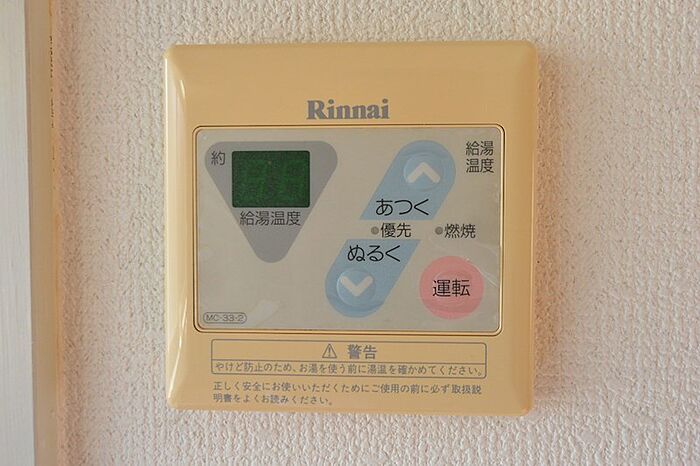 Rinnai
約
給湯温度
給湯
温度
あつく
優先
燃焼
ぬるく
運転
MC-33-2
⚠ 警告
やけど防止のため、お湯を使う前に湯温を確かめてください。
正しく安全にお使いいただくためにご使用の前に必ず取扱説
明書をよくお読みください。